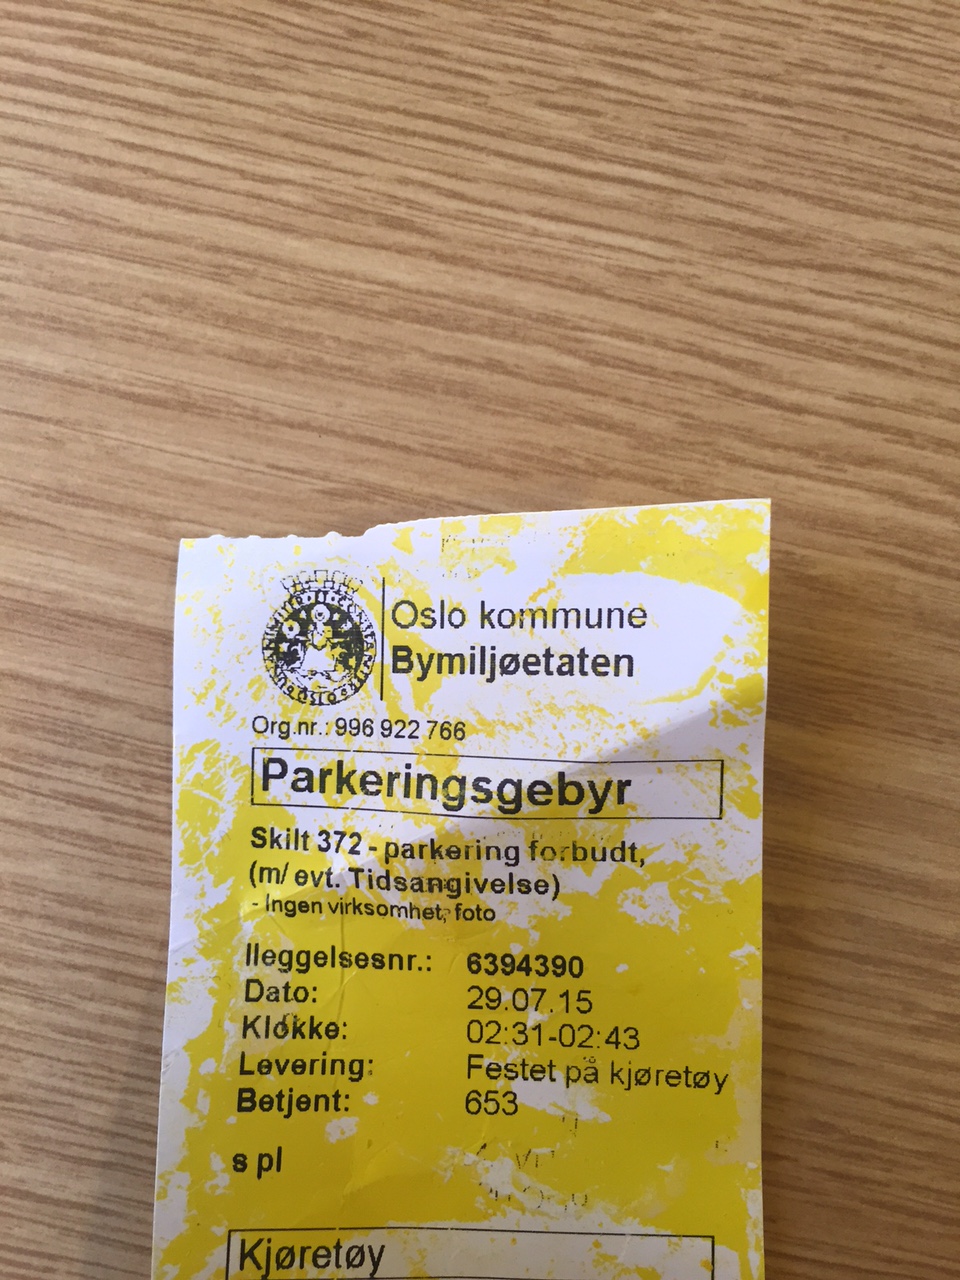 Oslo kommune
Bymiljøetaten
Org.nr.: 996 922 766
Parkeringsgebyr
Skilt 372 - parkering forbudt,
(m/ evt. Tidsangivelse)
- Ingen virksomhet, foto
Ileggelsesnr.: 6394390
Dato: 29.07.15
Klokke: 02:31-02:43
Levering: Festet på kjøretøy
Betjent: 653
s pl
Kjøretøy